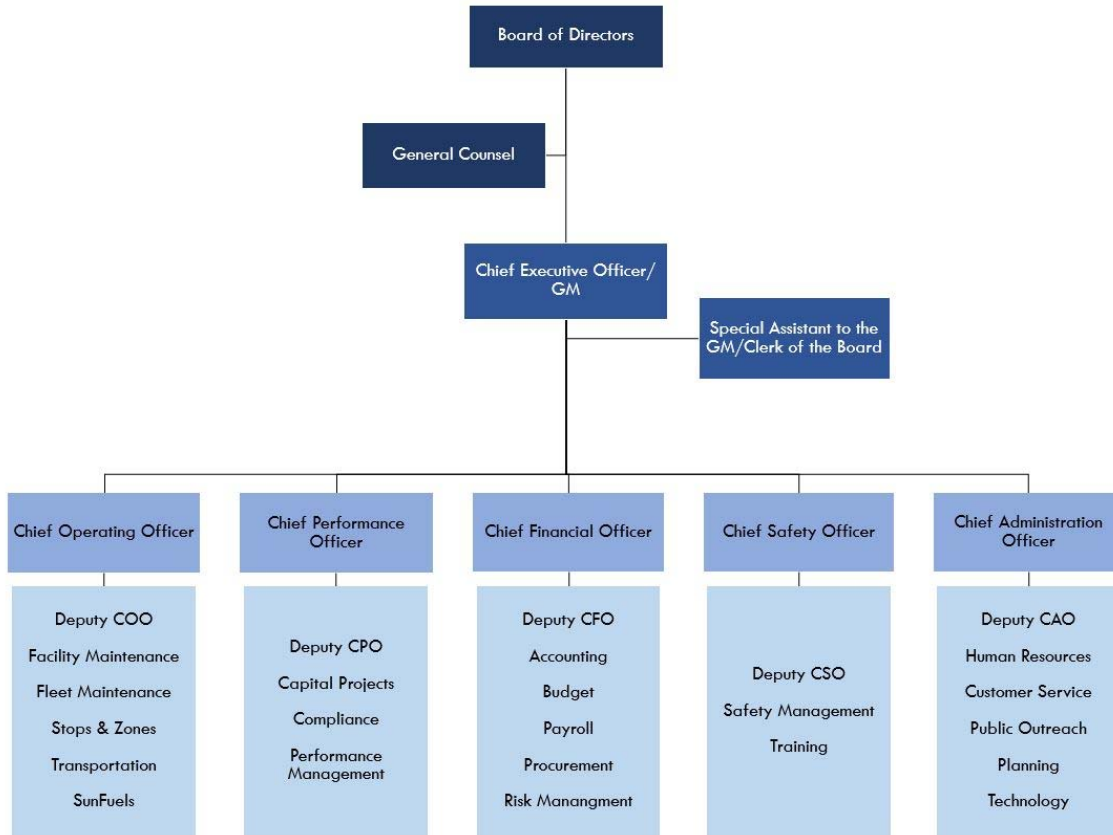 Board of Directors
General Counsel
Chief Executive Officer/
GM
Special Assistant to the
GM/Clerk of the Board
Chief Operating Officer
Chief Performance
Officer
Chief Financial Officer
Chief Safety Officer
Chief Administration
Officer
Deputy COO
Facility Maintenance
Fleet Maintenance
Stops & Zones
Transportation
SunFuels
Deputy CPO
Capital Projects
Compliance
Performance
Management
Deputy CFO
Accounting
Budget
Payroll
Procurement
Risk Manangment
Deputy CSO
Safety Management
Training
Deputy CAO
Human Resources
Customer Service
Public Outreach
Planning
Technology